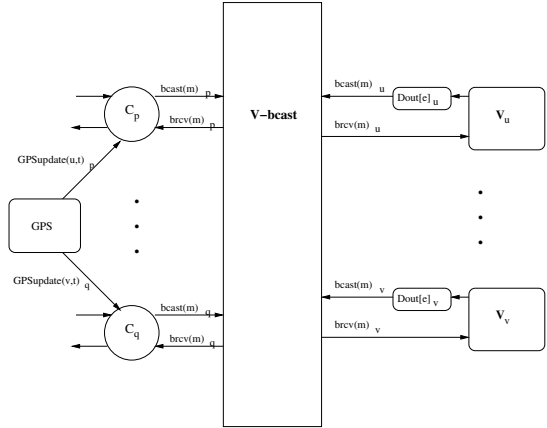 bcast(m) p
C p
brcv(m) p
GPSupdate(u,t) p
GPS
GPSupdate(v,t) q
bcast(m) q
C q
brcv(m) q
V-bcast
bcast(m) u
Dout[e] u
V u
brcv(m) u
bcast(m) v
Dout[e] v
V v
brcv(m) v